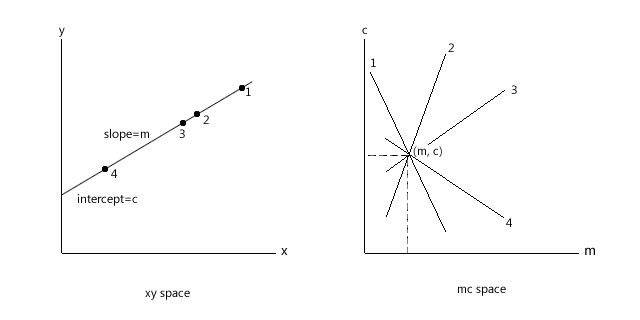 y
1
2
3
slope=m
4
intercept=c
x
xy space
c
2
1
3
(m, c)
4
m
mc space